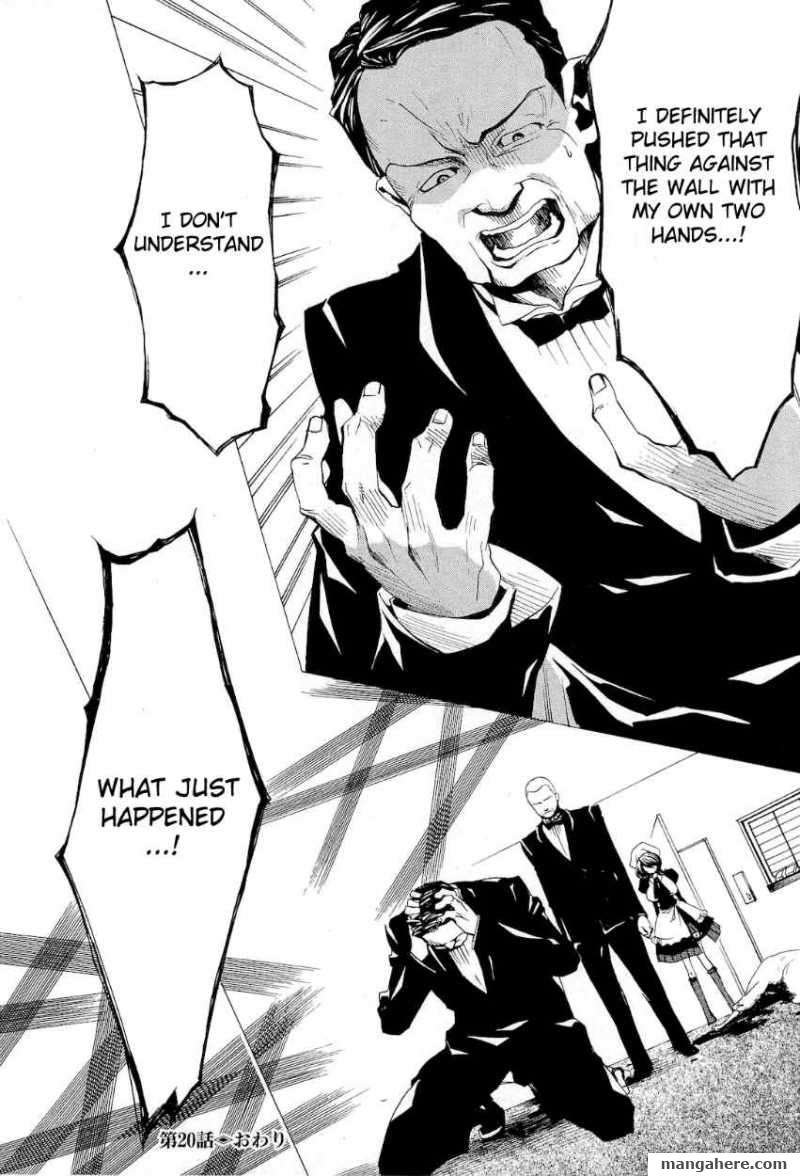 I DEFINITELY
PUSHED THAT
THING AGAINST
THE WALL WITH
MY OWN TWO
HANDS...!
I DON'T
UNDERSTAND
...
WHAT JUST
HAPPENED
...!
第20話 おわり
mangahere.com